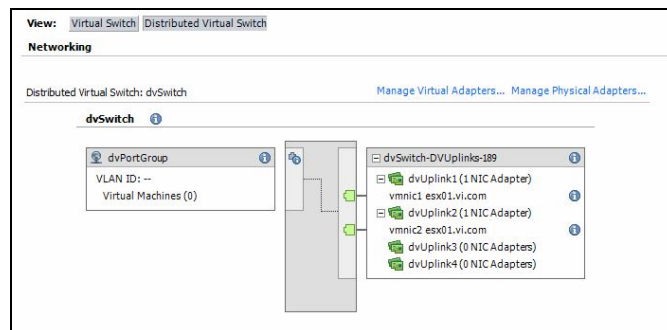 View: Virtual Switch Distributed Virtual Switch
Networking
Distributed Virtual Switch: dvSwitch Manage Virtual Adapters... Manage Physical Adapters...
dvSwitch
dvPortGroup
VLAN ID: --
Virtual Machines (0)
dvSwitch-DVUplinks-189
dvUplink1 (1 NIC Adapter)
vmnic1 esx01.vi.com
dvUplink2 (1 NIC Adapter)
vmnic2 esx01.vi.com
dvUplink3 (0 NIC Adapters)
dvUplink4 (0 NIC Adapters)